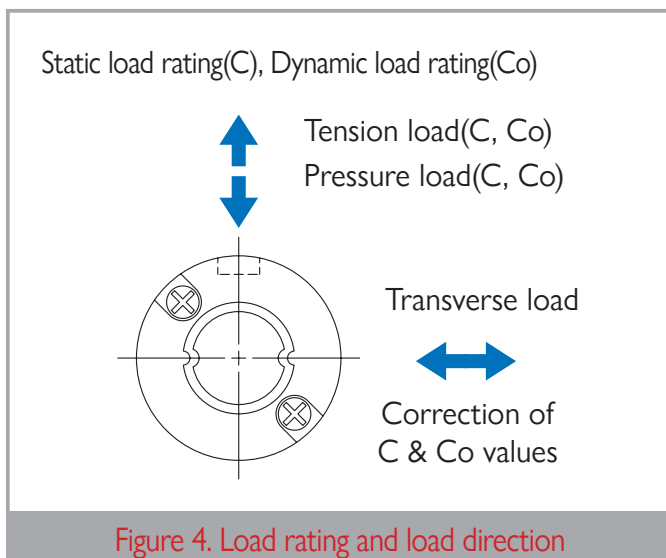 Static load rating(C), Dynamic load rating(Co)
Tension load(C, Co)
Pressure load(C, Co)
Transverse load
Correction of
C & Co values
Figure 4. Load rating and load direction